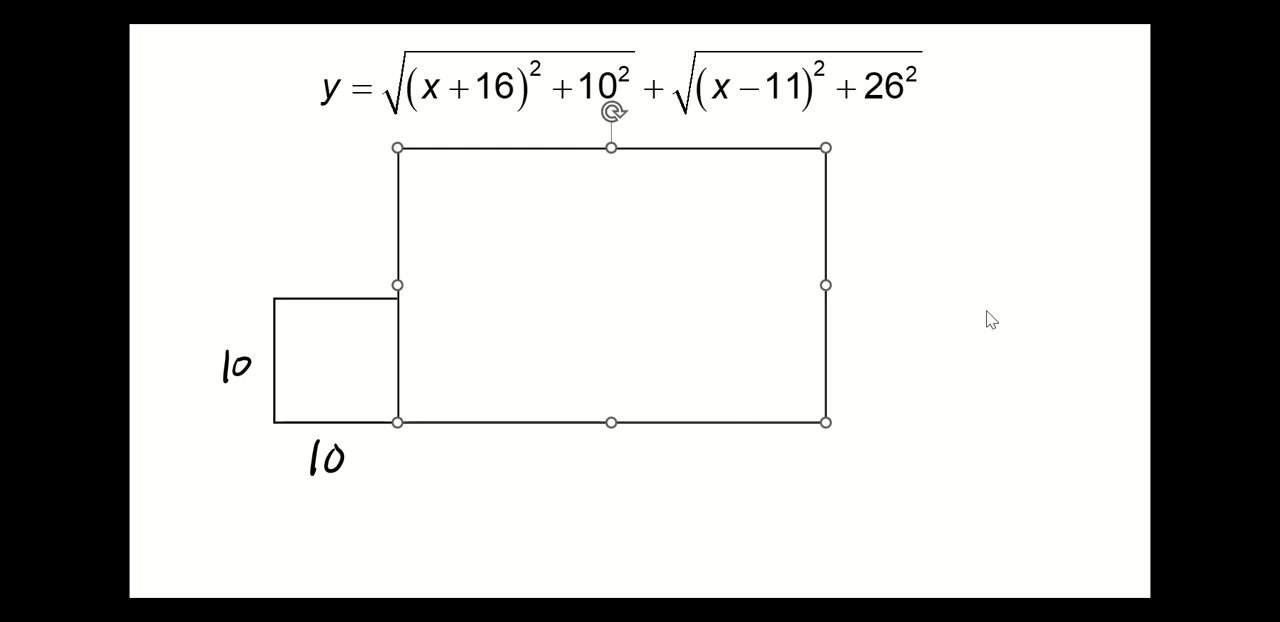 y = √((x + 16)² + 10²) + √((x − 11)² + 26²)
10
10